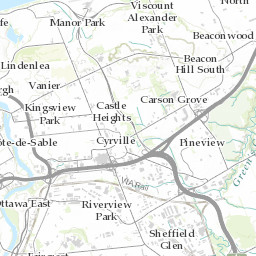 Viscount
Alexander
Park
North
Manor Park
Beaconwood
Lindenlea
Beacon
Hill South
Vanier
Carson Grove
Kingsview
Park
Castle
Heights
Cyrville
Pineview
VIA Rail
Ottawa East
Riverview
Park
Sheffield
Glen